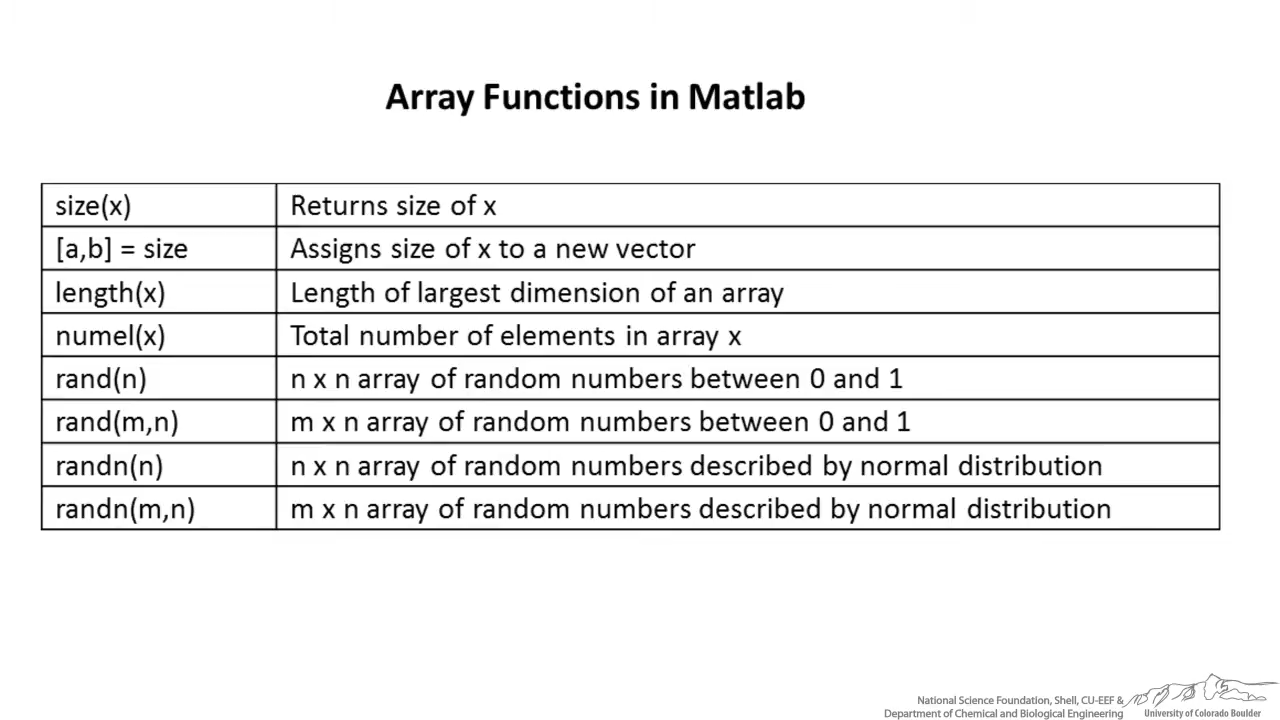 Array Functions in Matlab
size(x) Returns size of x
[a,b] = size Assigns size of x to a new vector
length(x) Length of largest dimension of an array
numel(x) Total number of elements in array x
rand(n) n x n array of random numbers between 0 and 1
rand(m,n) m x n array of random numbers between 0 and 1
randn(n) n x n array of random numbers described by normal distribution
randn(m,n) m x n array of random numbers described by normal distribution
National Science Foundation, Shell, CU-EEF &
Department of Chemical and Biological Engineering
University of Colorado Boulder